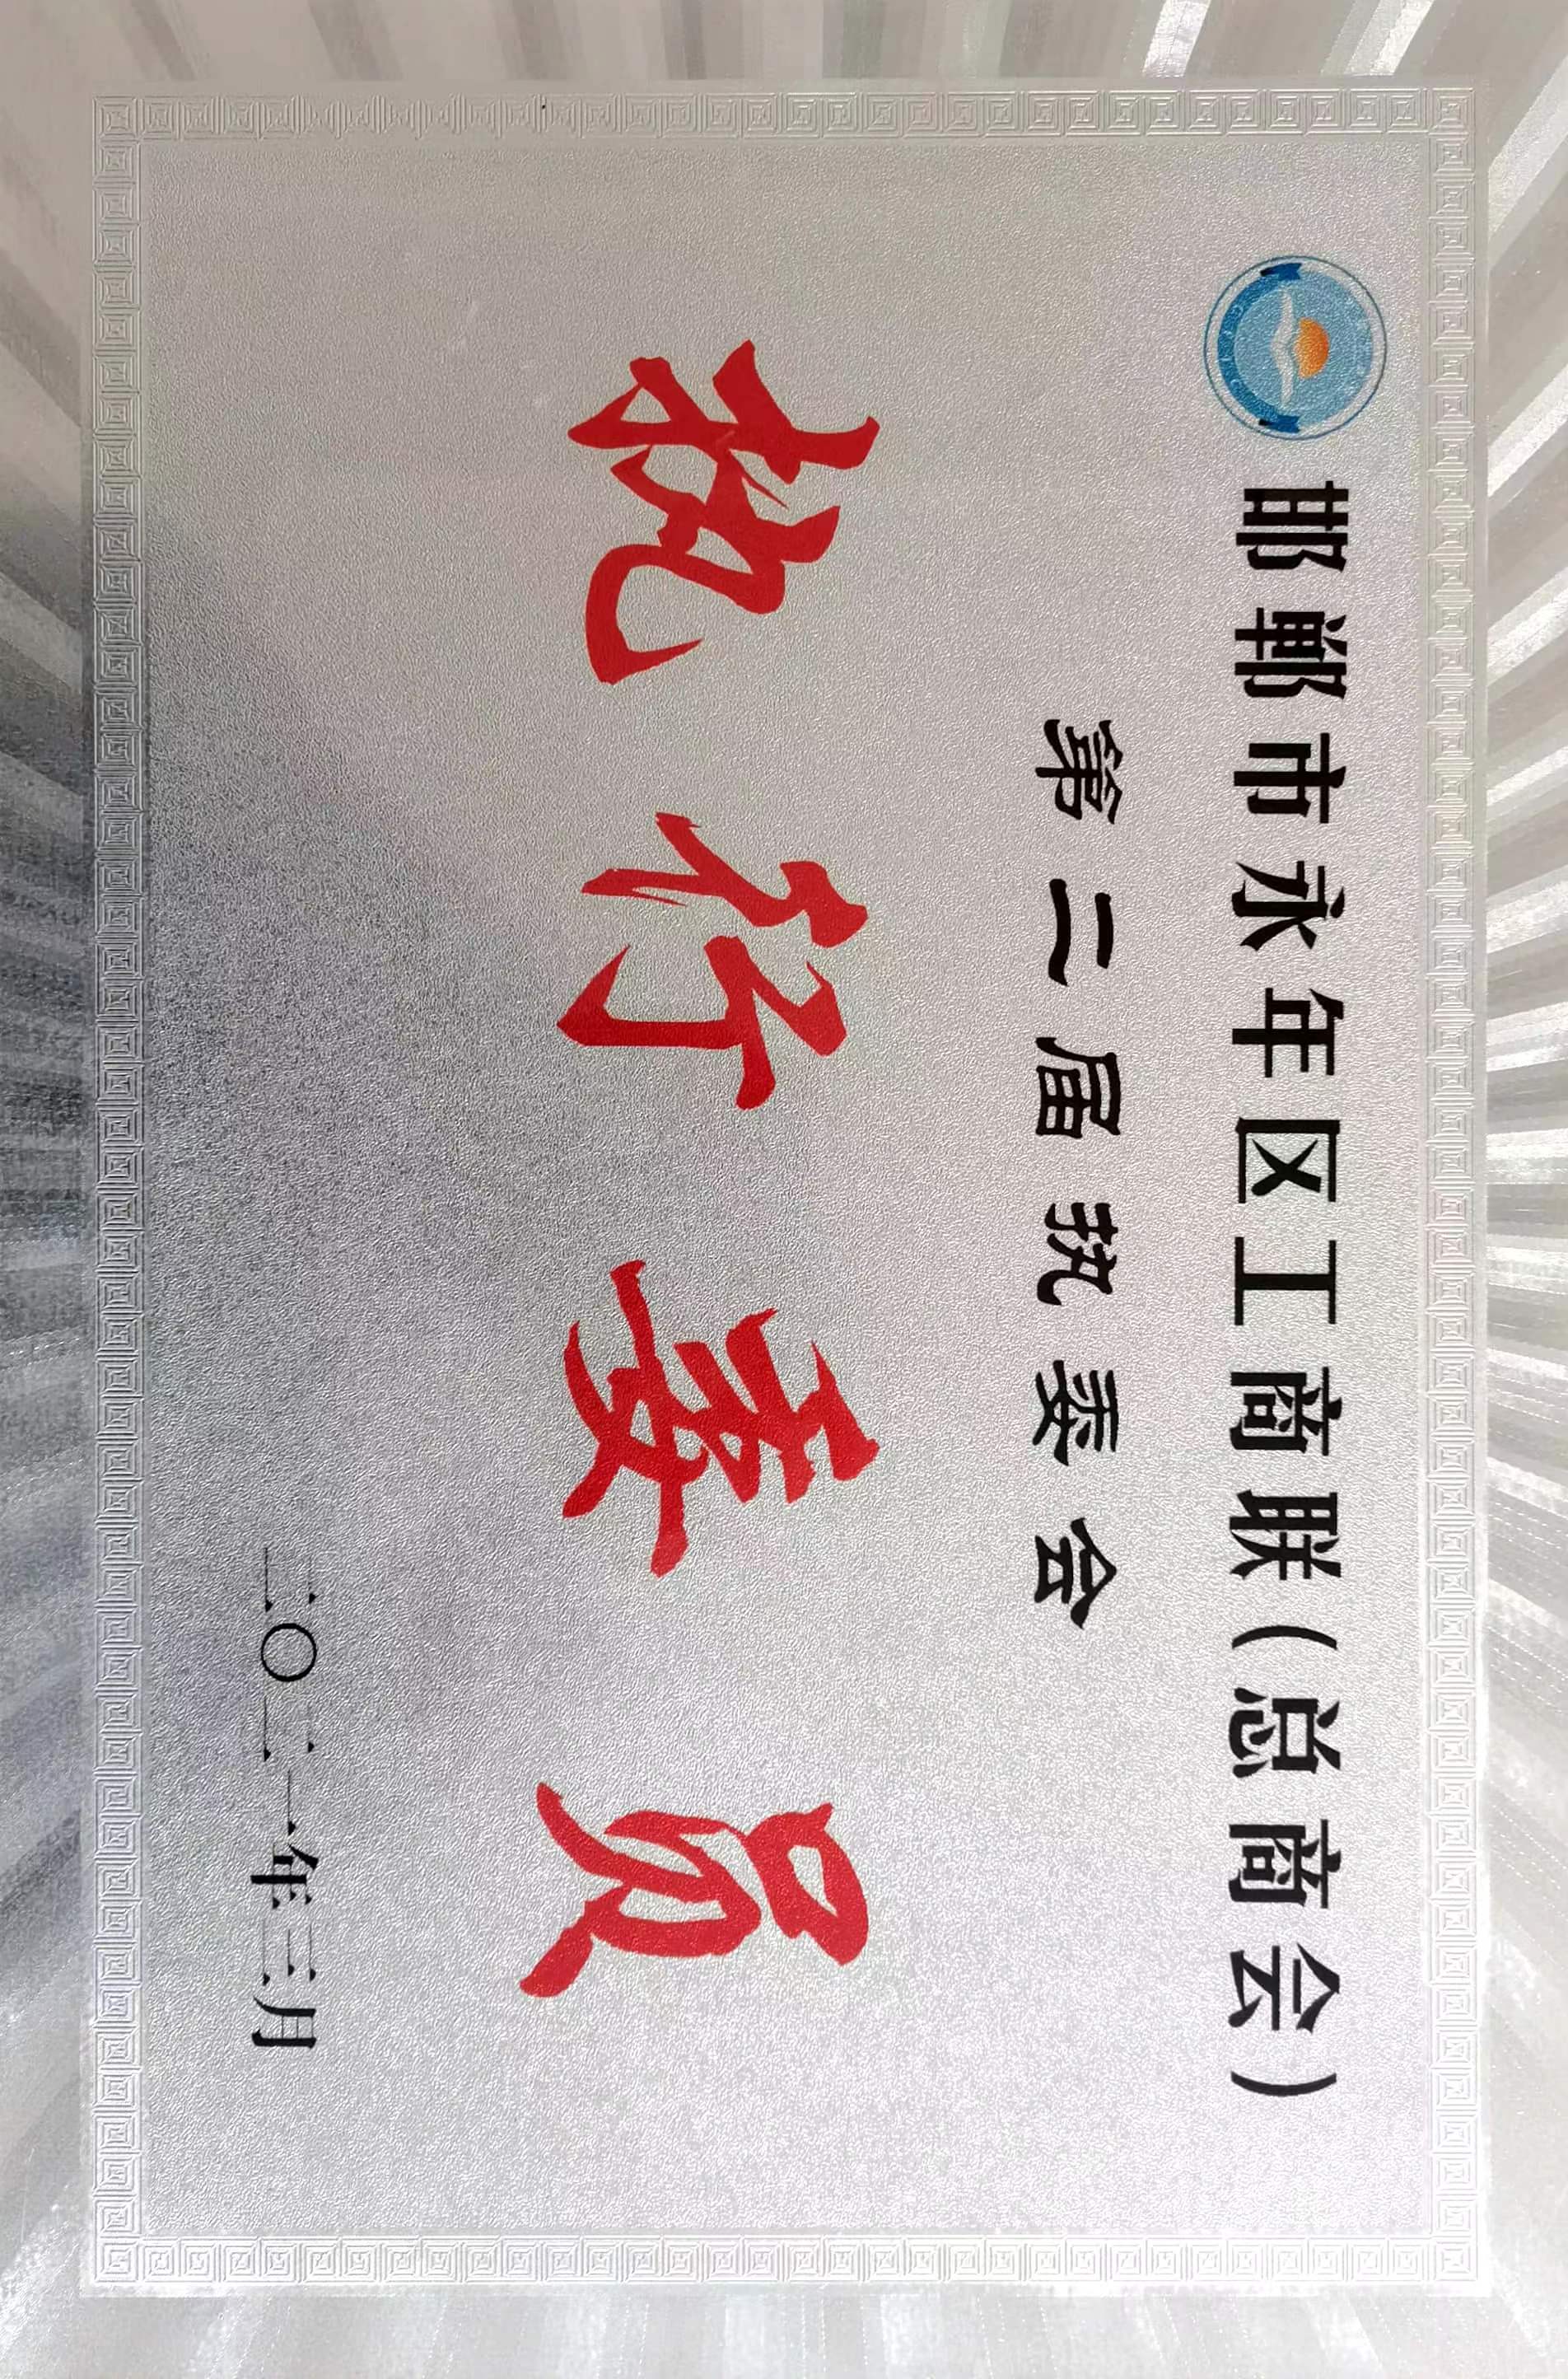 邯郸市永年区工商联(总商会)
第二届执委会
执行委员
二〇二一年三月